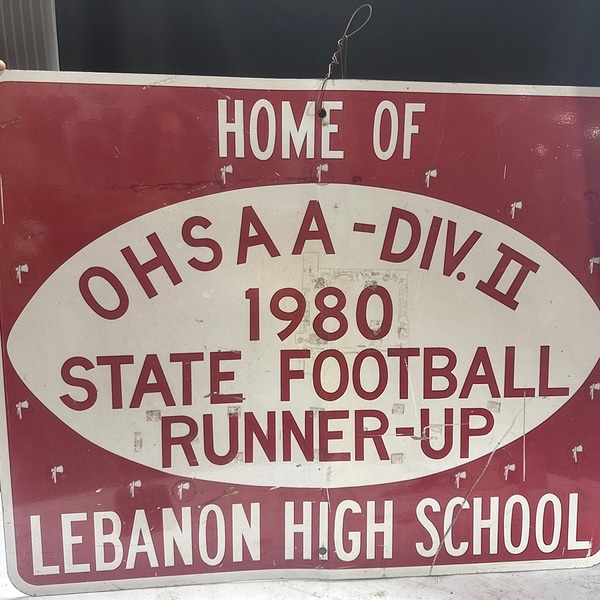 HOME OF
OHSAA-DIV. II
1980
STATE FOOTBALL
RUNNER-UP
LEBANON HIGH SCHOOL